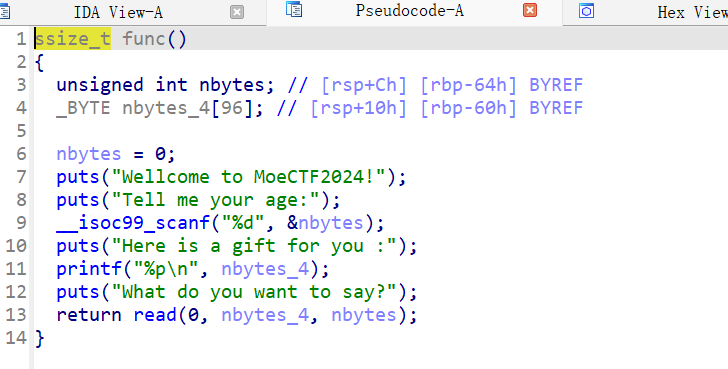 IDA View-A Pseudocode-A Hex View
1 ssize_t func()
2 {
3   unsigned int nbytes; // [rsp+Ch] [rbp-64h] BYREF
4   _BYTE nbytes_4[96]; // [rsp+10h] [rbp-60h] BYREF
5
6   nbytes = 0;
7   puts("Wellcome to MoeCTF2024!");
8   puts("Tell me your age:");
9   __isoc99_scanf("%d", &nbytes);
10   puts("Here is a gift for you :");
11   printf("%p\n", nbytes_4);
12   puts("What do you want to say?");
13   return read(0, nbytes_4, nbytes);
14 }